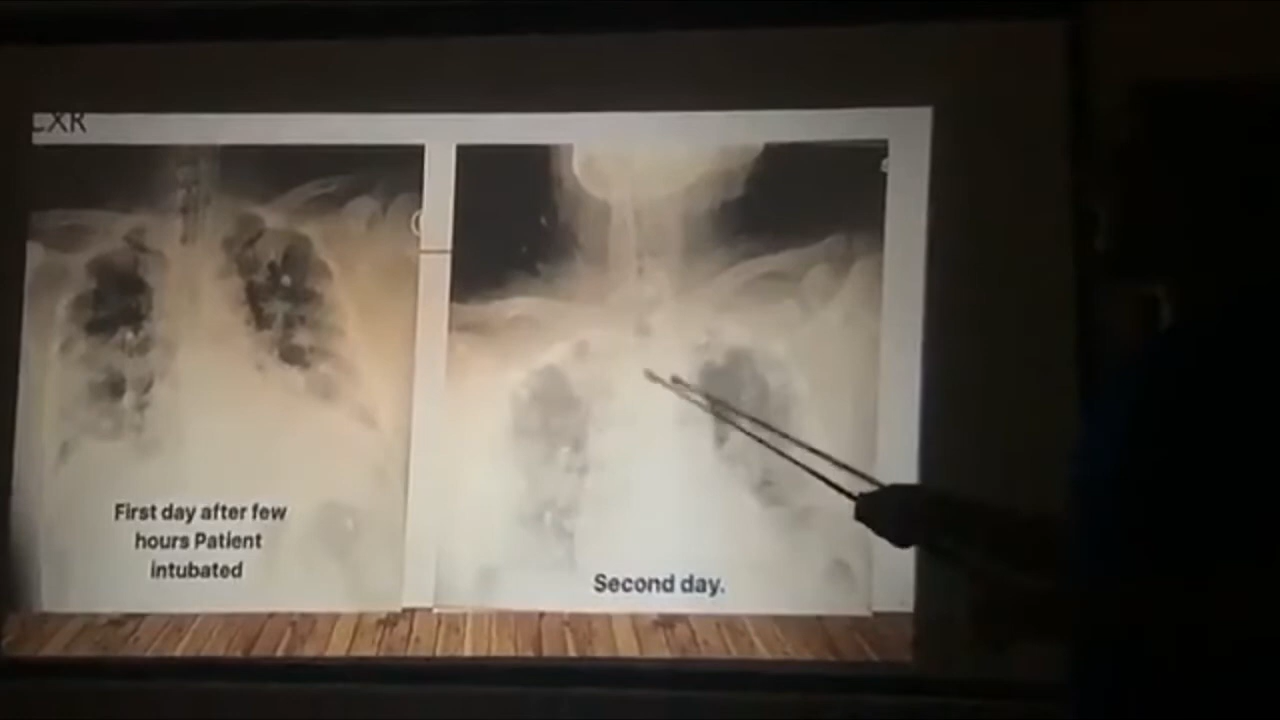 CXR
First day after few
hours Patient
intubated
Second day.